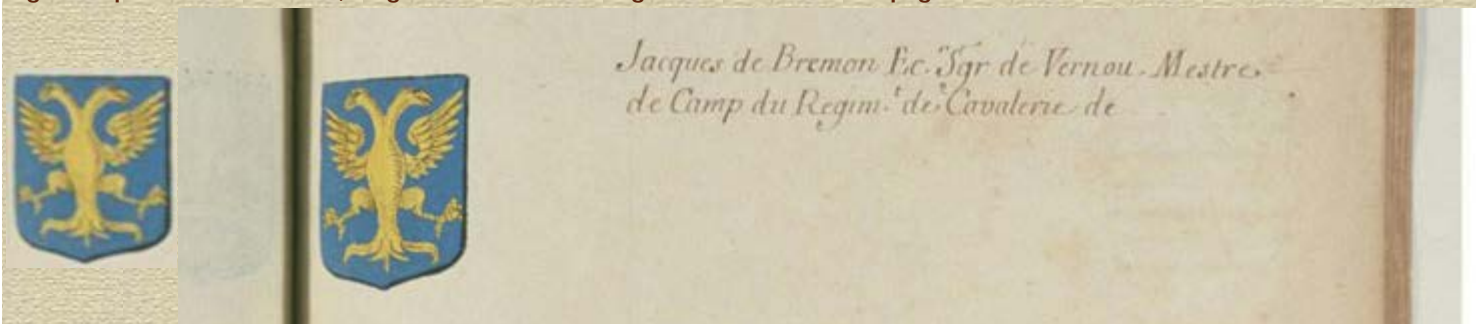 Jacques de Bremon Ec. Sgr de Vernou. Mestre
de Camp du Regim.t de Cavalerie de